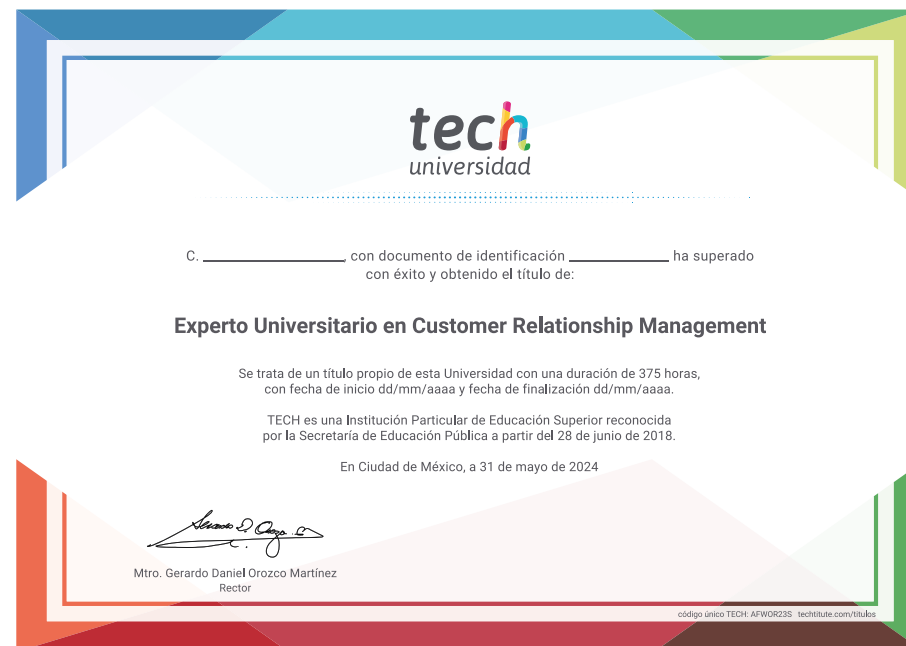 tech
universidad
C. ____________, con documento de identificación ____________ ha superado
con éxito y obtenido el título de:
Experto Universitario en Customer Relationship Management
Se trata de un título propio de esta Universidad con una duración de 375 horas,
con fecha de inicio dd/mm/aaaa y fecha de finalización dd/mm/aaaa.
TECH es una Institución Particular de Educación Superior reconocida
por la Secretaría de Educación Pública a partir del 28 de junio de 2018.
En Ciudad de México, a 31 de mayo de 2024
Mtro. Gerardo Daniel Orozco Martínez
Rector
código único TECH: AFWOR23S techtitute.com/titulos